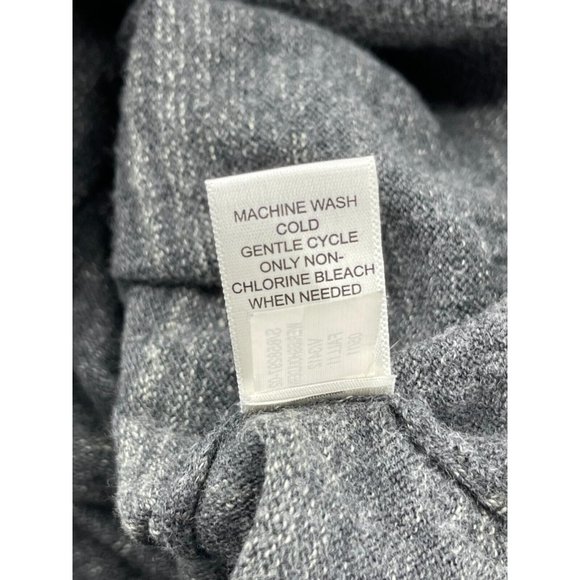 MACHINE WASH
COLD
GENTLE CYCLE
ONLY NON-
CHLORINE BLEACH
WHEN NEEDED